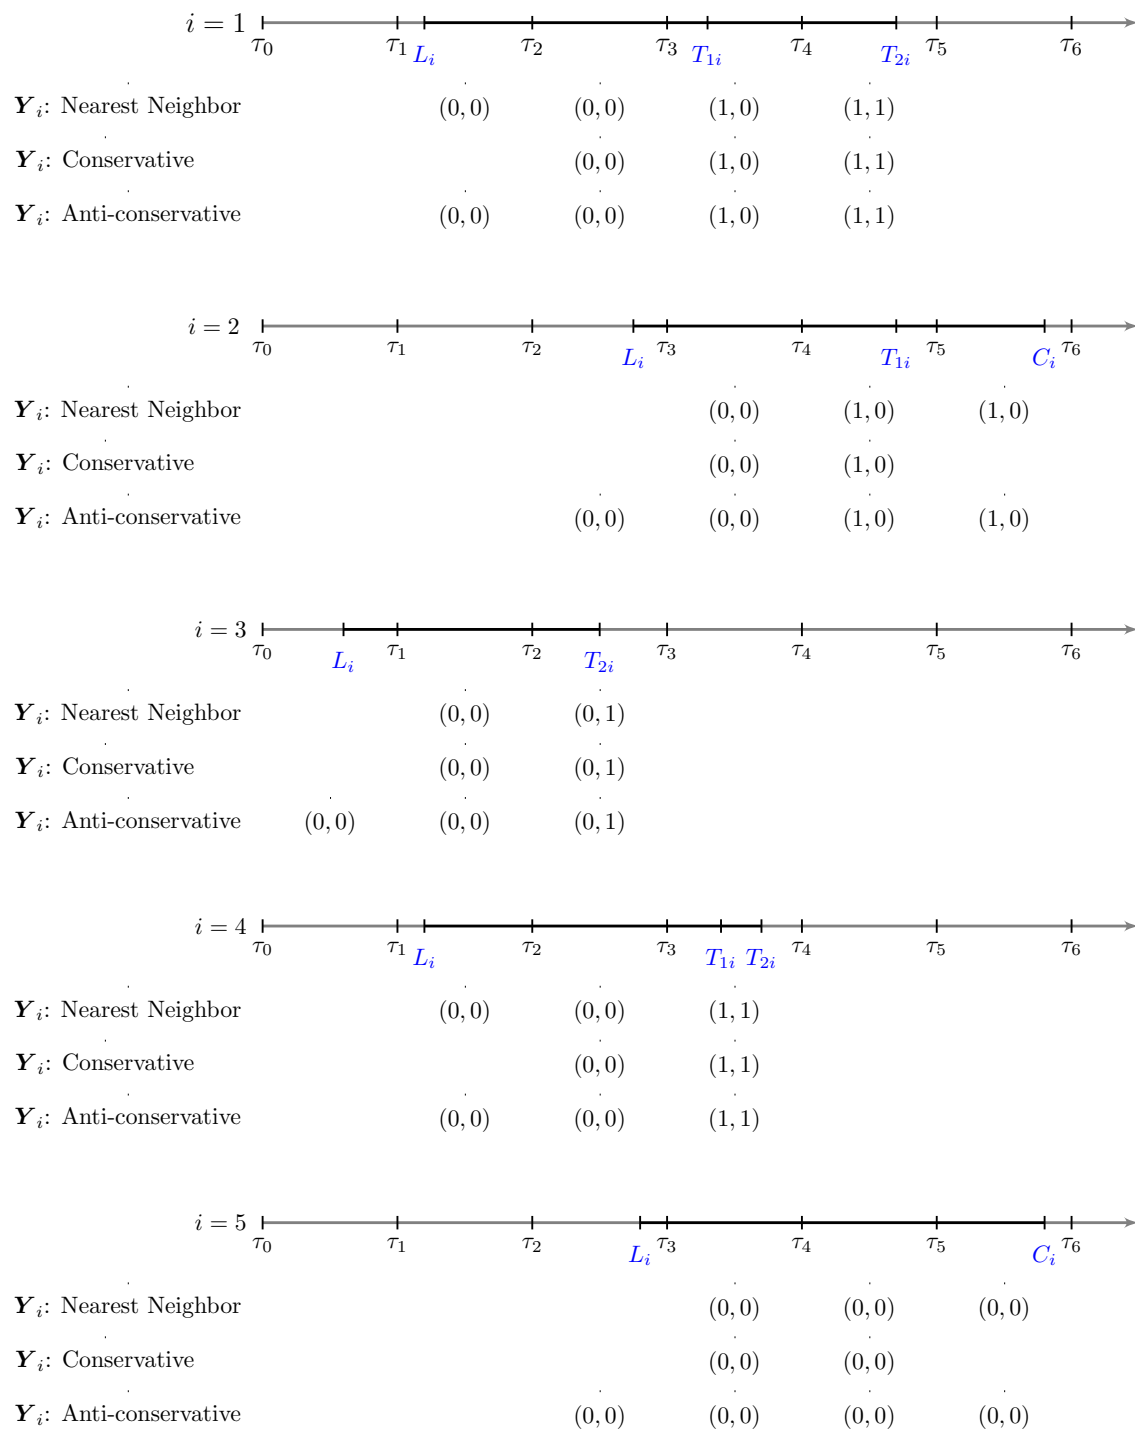 i = 1 τ0 τ1 τ2 τ3 τ4 τ5 τ6
Li T1i T2i
Yi: Nearest Neighbor (0, 0) (0, 0) (1, 0) (1, 1)
Yi: Conservative (0, 0) (1, 0) (1, 1)
Yi: Anti-conservative (0, 0) (0, 0) (1, 0) (1, 1)
i = 2 τ0 τ1 τ2 τ3 τ4 τ5 τ6
Li T1i Ci
Yi: Nearest Neighbor (0, 0) (1, 0) (1, 0)
Yi: Conservative (0, 0) (1, 0)
Yi: Anti-conservative (0, 0) (0, 0) (1, 0) (1, 0)
i = 3 τ0 τ1 τ2 τ3 τ4 τ5 τ6
Li T2i
Yi: Nearest Neighbor (0, 0) (0, 1)
Yi: Conservative (0, 0) (0, 1)
Yi: Anti-conservative (0, 0) (0, 0) (0, 1)
i = 4 τ0 τ1 τ2 τ3 τ4 τ5 τ6
Li T1i T2i
Yi: Nearest Neighbor (0, 0) (0, 0) (1, 1)
Yi: Conservative (0, 0) (1, 1)
Yi: Anti-conservative (0, 0) (0, 0) (1, 1)
i = 5 τ0 τ1 τ2 τ3 τ4 τ5 τ6
Li Ci
Yi: Nearest Neighbor (0, 0) (0, 0) (0, 0)
Yi: Conservative (0, 0) (0, 0)
Yi: Anti-conservative (0, 0) (0, 0) (0, 0) (0, 0)